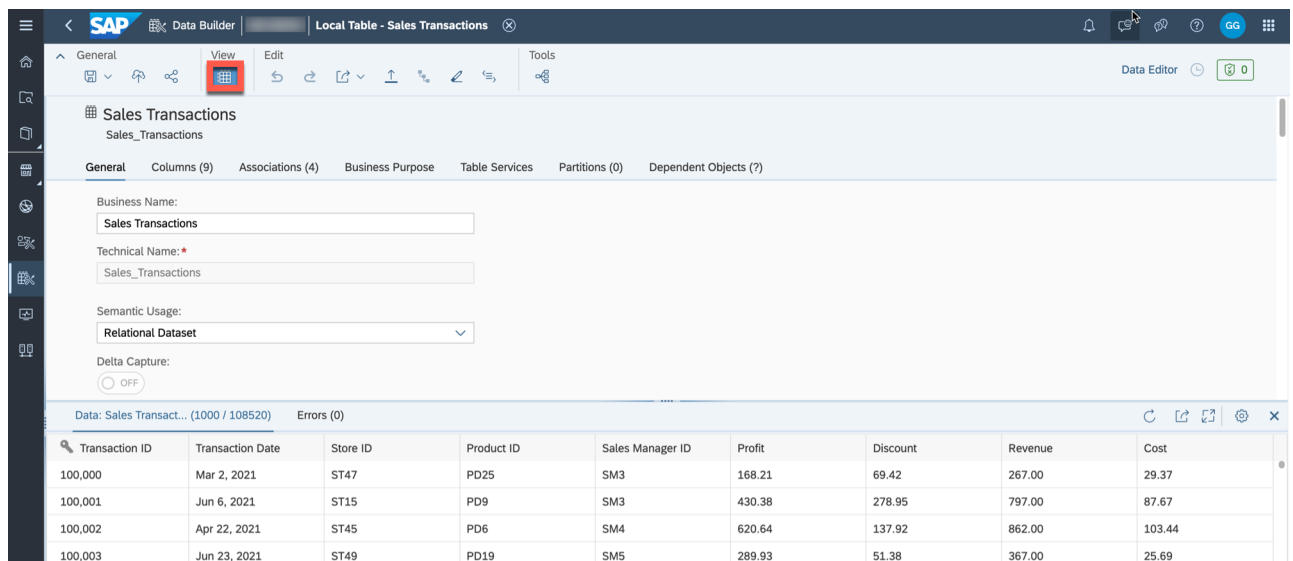 SAP Data Builder Local Table - Sales Transactions GG
General View Edit Tools
Data Editor 0
Sales Transactions
Sales_Transactions
General Columns (9) Associations (4) Business Purpose Table Services Partitions (0) Dependent Objects (?)
Business Name:
Sales Transactions
Technical Name:*
Sales_Transactions
Semantic Usage:
Relational Dataset
Delta Capture:
OFF
Data: Sales Transact... (1000 / 108520) Errors (0)
Transaction ID Transaction Date Store ID Product ID Sales Manager ID Profit Discount Revenue Cost
100,000 Mar 2, 2021 ST47 PD25 SM3 168.21 69.42 267.00 29.37
100,001 Jun 6, 2021 ST15 PD9 SM3 430.38 278.95 797.00 87.67
100,002 Apr 22, 2021 ST45 PD6 SM4 620.64 137.92 862.00 103.44
100,003 Jun 23, 2021 ST49 PD19 SM5 289.93 51.38 367.00 25.69